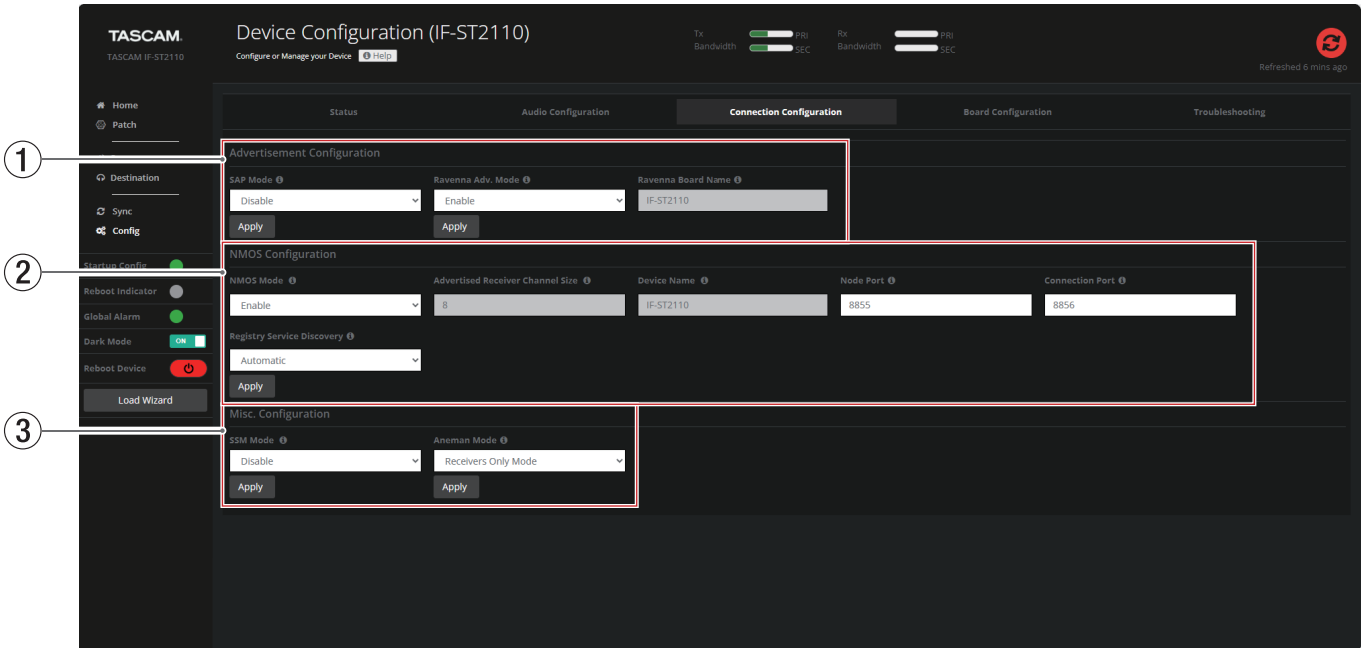 TASCAM
TASCAM IF-ST2110
Device Configuration (IF-ST2110)
Configure or Manage your Device Help
Tx Bandwidth PRI SEC
Rx Bandwidth PRI SEC
Refreshed 6 mins ago
Home
Patch
Destination
Sync
Config
Startup Config
Reboot Indicator
Global Alarm
Dark Mode ON
Reboot Device
Load Wizard
Status Audio Configuration Connection Configuration Board Configuration Troubleshooting
1
Advertisement Configuration
SAP Mode Ravenna Adv. Mode Ravenna Board Name
Disable Enable IF-ST2110
Apply Apply
2
NMOS Configuration
NMOS Mode Advertised Receiver Channel Size Device Name Node Port Connection Port
Enable 8 IF-ST2110 8855 8856
Registry Service Discovery
Automatic
Apply
3
Misc. Configuration
SSM Mode Aneman Mode
Disable Receivers Only Mode
Apply Apply